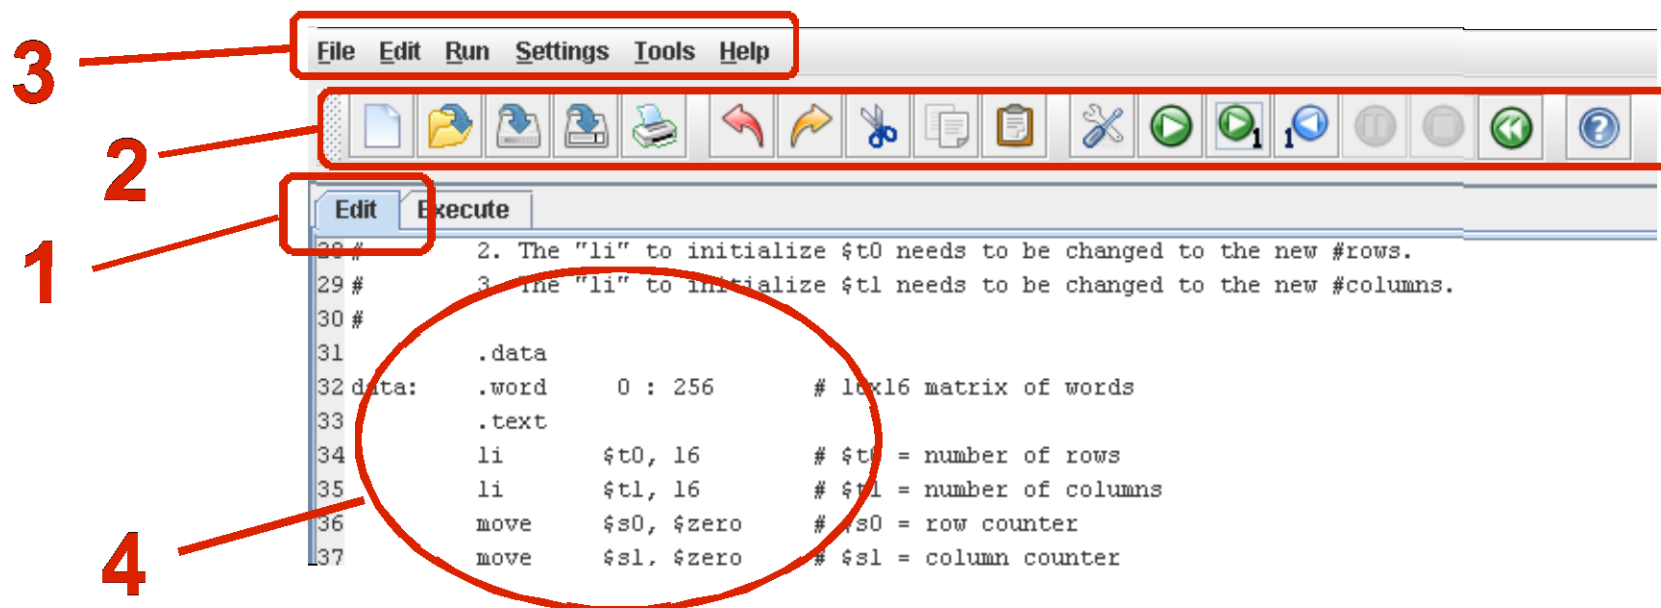 3
File Edit Run Settings Tools Help
2
1 1
1
Edit Execute
28 # 2. The "li" to initialize $t0 needs to be changed to the new #rows.
29 # 3. The "li" to initialize $t1 needs to be changed to the new #columns.
30 #
31 .data
32 data: .word 0 : 256 # 16x16 matrix of words
33 .text
34 li $t0, 16 # $t0 = number of rows
35 li $t1, 16 # $t1 = number of columns
36 move $s0, $zero # $s0 = row counter
37 move $s1, $zero # $s1 = column counter
4